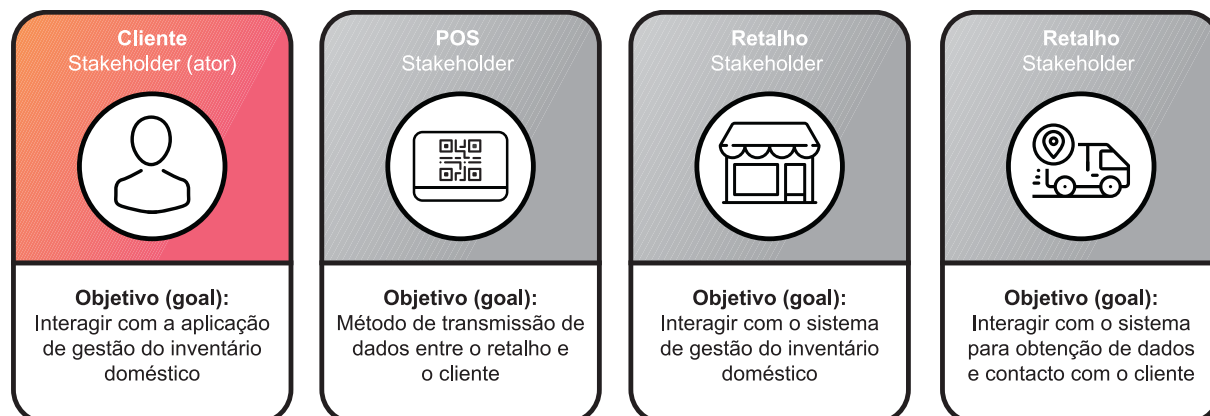 Cliente
Stakeholder (ator)
Objetivo (goal):
Interagir com a aplicação
de gestão do inventário
doméstico
POS
Stakeholder
Objetivo (goal):
Método de transmissão de
dados entre o retalho e
o cliente
Retalho
Stakeholder
Objetivo (goal):
Interagir com o sistema
de gestão do inventário
doméstico
Retalho
Stakeholder
Objetivo (goal):
Interagir com o sistema
para obtenção de dados
e contacto com o cliente